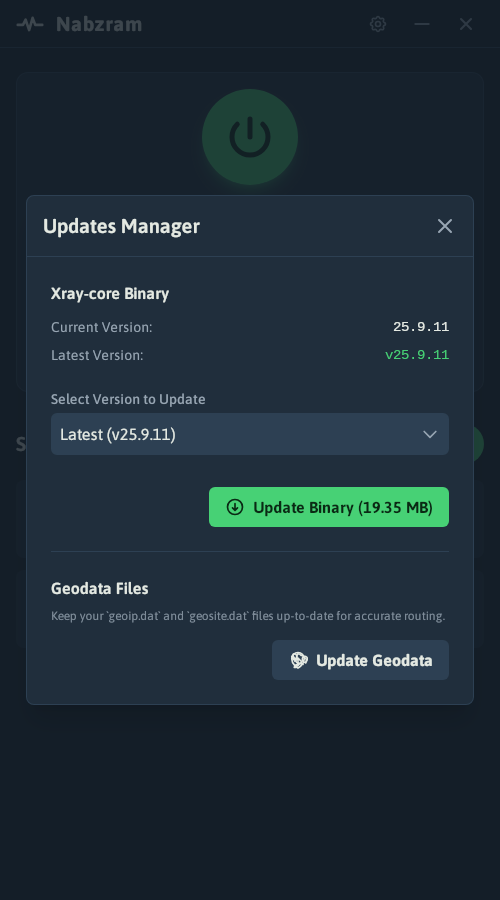 Nabzram
Updates Manager
Xray-core Binary
Current Version: 25.9.11
Latest Version: v25.9.11
Select Version to Update
Latest (v25.9.11)
Update Binary (19.35 MB)
Geodata Files
Keep your `geoip.dat` and `geosite.dat` files up-to-date for accurate routing.
Update Geodata